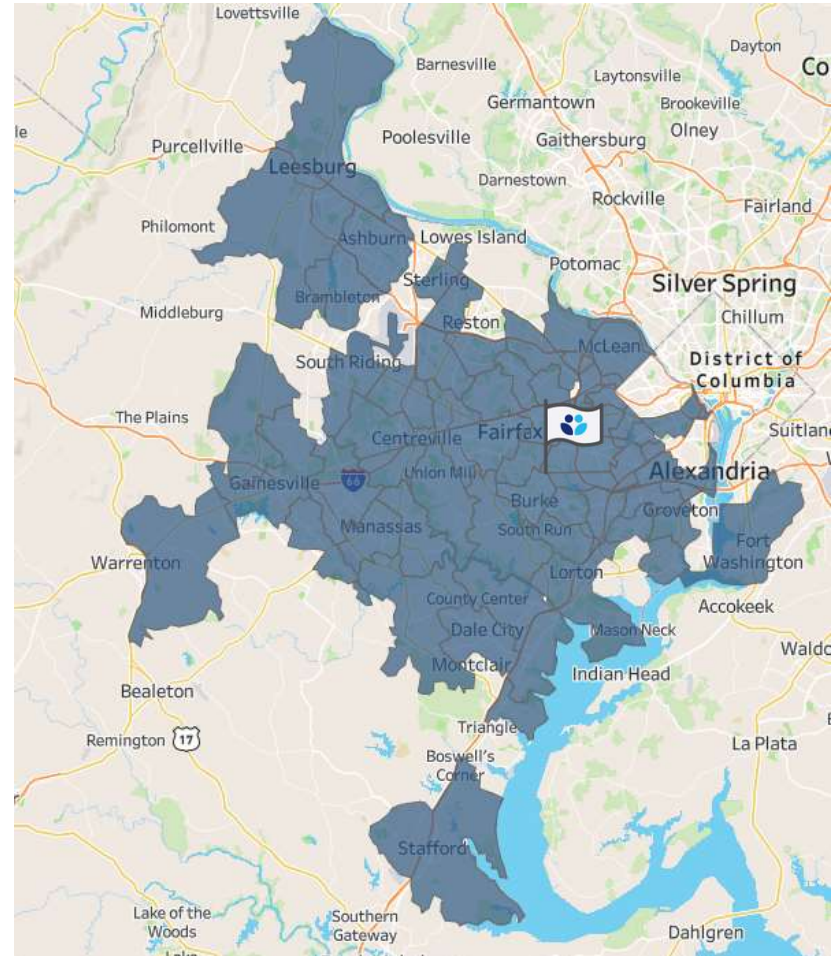 Lovettsville
Dayton
Barnesville
Laytonsville
Co
Germantown
Brookeville
Olney
Gaithersburg
Poolesville
le
Purcellville
Leesburg
Darnestown
Rockville
Fairland
Philomont
Ashburn
Lowes Island
Potomac
Sterling
Silver Spring
Brambleton
Middleburg
Reston
Chillum
McLean
District of
Columbia
South Riding
The Plains
Centreville
Fairfax
Suitland
Union Mill
66
Alexandria
Gainesville
Burke
Groveton
Manassas
South Run
Fort
Washington
Warrenton
Lorton
County Center
Accokeek
Dale City
Mason Neck
Waldo
Montclair
Indian Head
Bealeton
Triangle
Remington
17
La Plata
Boswell's
Corner
Stafford
Lake of the
Woods
Southern
Gateway
Dahlgren